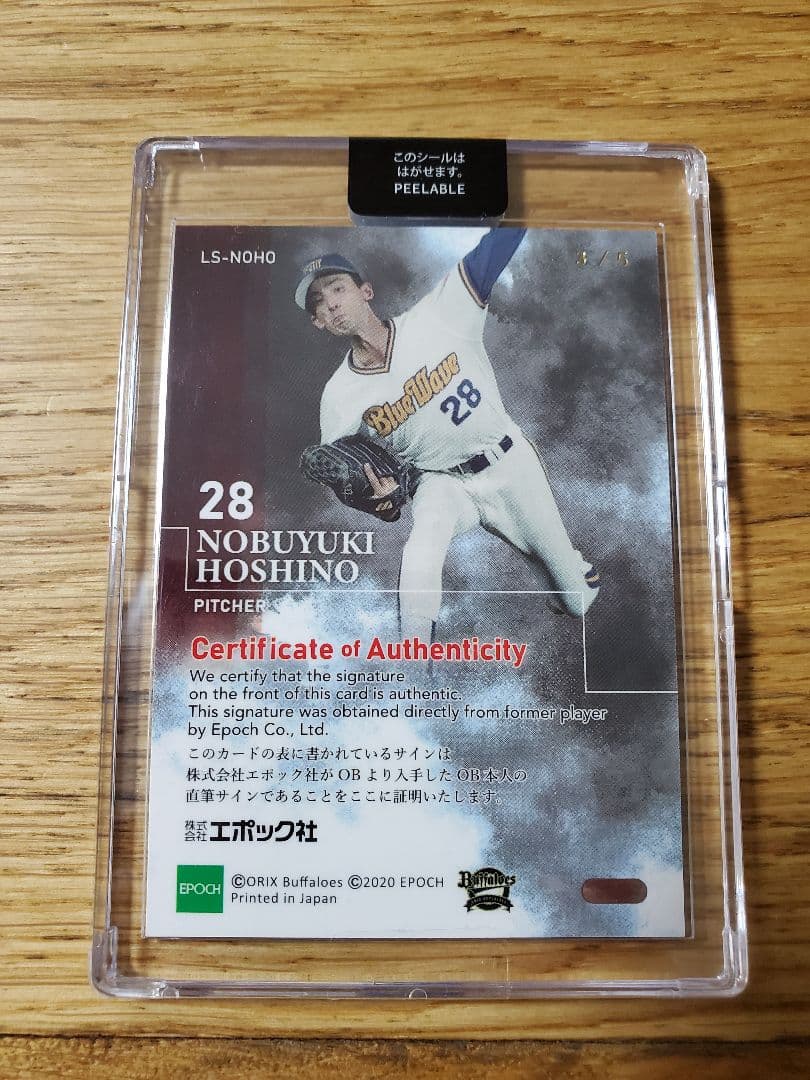 このシールは
はがせます。
PEELABLE
LS-NOHO
3/5
BlueWave
28
28
NOBUYUKI
HOSHINO
PITCHER
Certificate of Authenticity
We certify that the signature
on the front of this card is authentic.
This signature was obtained directly from former player
by Epoch Co., Ltd.
このカードの表に書かれているサインは
株式会社エポック社がOBより入手したOB本人の
直筆サインであることをここに証明いたします。
株式会社エポック社
EPOCH
©ORIX Buffaloes ©2020 EPOCH
Printed in Japan
Buffaloes